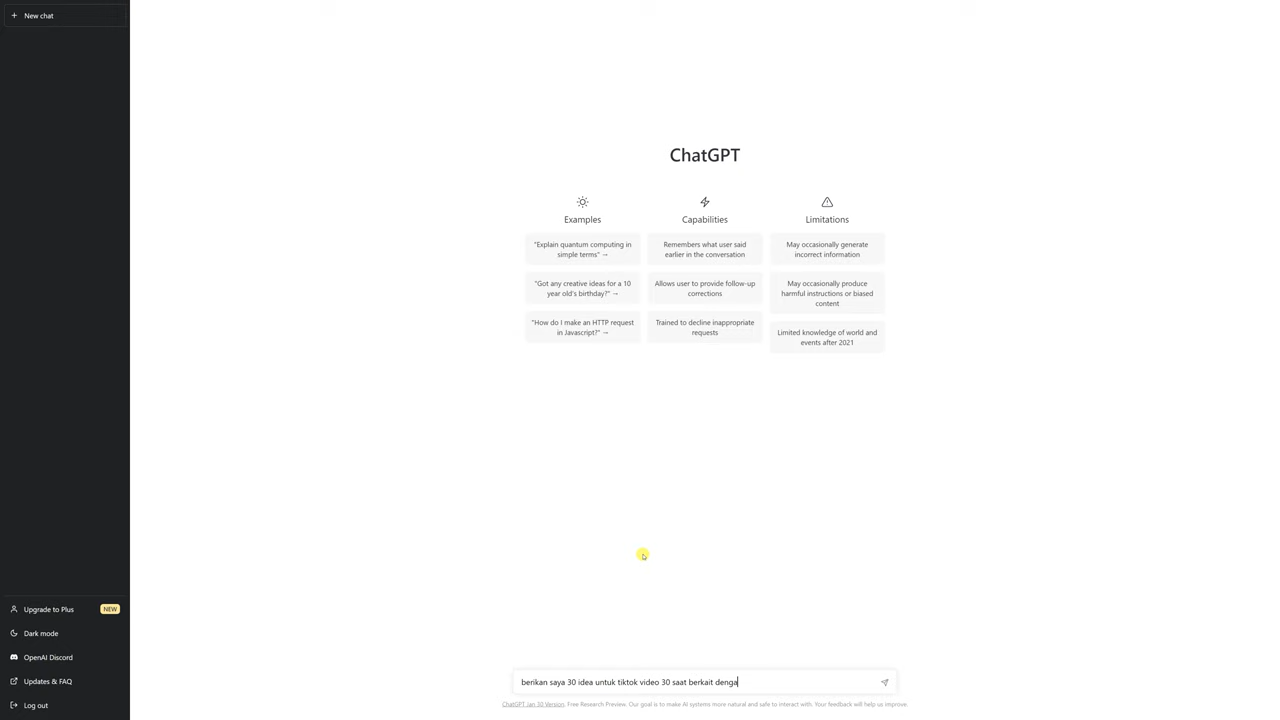 New chat
ChatGPT
Examples
"Explain quantum computing in
simple terms" →
"Got any creative ideas for a 10
year old's birthday?" →
"How do I make an HTTP request
in Javascript?" →
Capabilities
Remembers what user said
earlier in the conversation
Allows user to provide follow-up
corrections
Trained to decline inappropriate
requests
Limitations
May occasionally generate
incorrect information
May occasionally produce
harmful instructions or biased
content
Limited knowledge of world and
events after 2021
Upgrade to Plus NEW
Dark mode
OpenAI Discord
Updates & FAQ
Log out
berikan saya 30 idea untuk tiktok video 30 saat berkait denga
ChatGPT Jan 30 Version. Free Research Preview. Our goal is to make AI systems more natural and safe to interact with. Your feedback will help us improve.